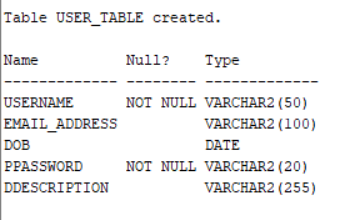 Table USER_TABLE created.
Name Null? Type
------------- -------- -------------
USERNAME NOT NULL VARCHAR2(50)
EMAIL_ADDRESS VARCHAR2(100)
DOB DATE
PPASSWORD NOT NULL VARCHAR2(20)
DDESCRIPTION VARCHAR2(255)